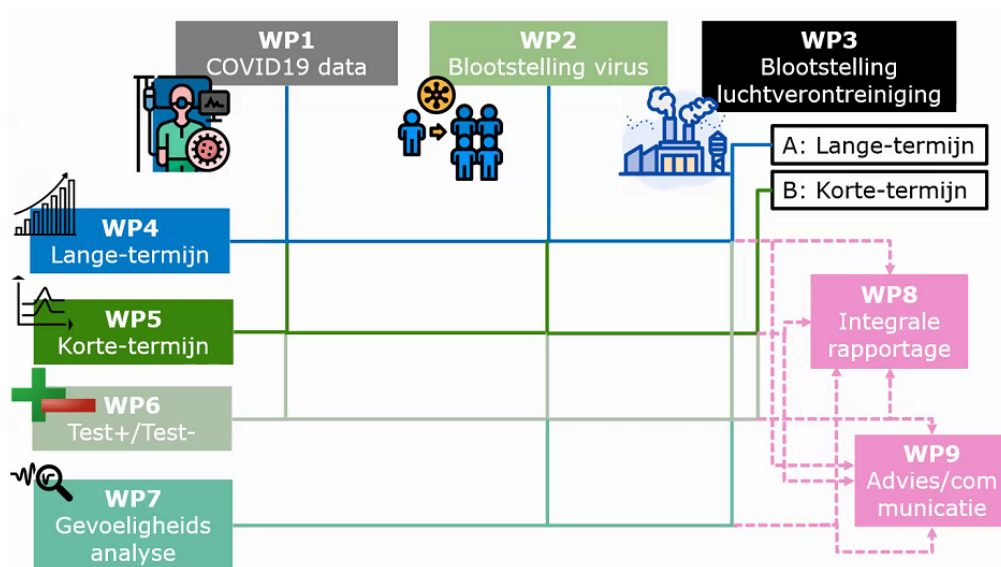 WP1
COVID19 data
WP2
Blootstelling virus
WP3
Blootstelling
luchtverontreiniging
A: Lange-termijn
B: Korte-termijn
WP4
Lange-termijn
WP5
Korte-termijn
WP6
Test+/Test-
WP7
Gevoeligheids
analyse
WP8
Integrale
rapportage
WP9
Advies/com
municatie